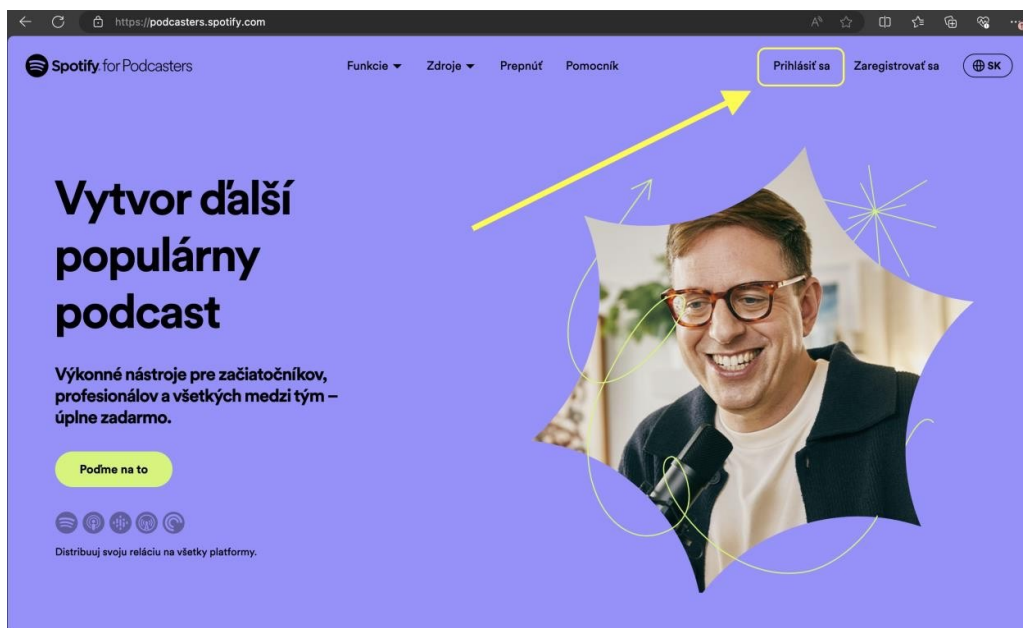 https://podcasters.spotify.com
Spotify for Podcasters
Funkcie
Zdroje
Prepnúť
Pomocník
Prihlásiť sa
Zaregistrovať sa
SK
Vytvor ďalší
populárny
podcast
Výkonné nástroje pre začiatočníkov,
profesionálov a všetkých medzi tým –
úplne zadarmo.
Poďme na to
Distribuuj svoju reláciu na všetky platformy.